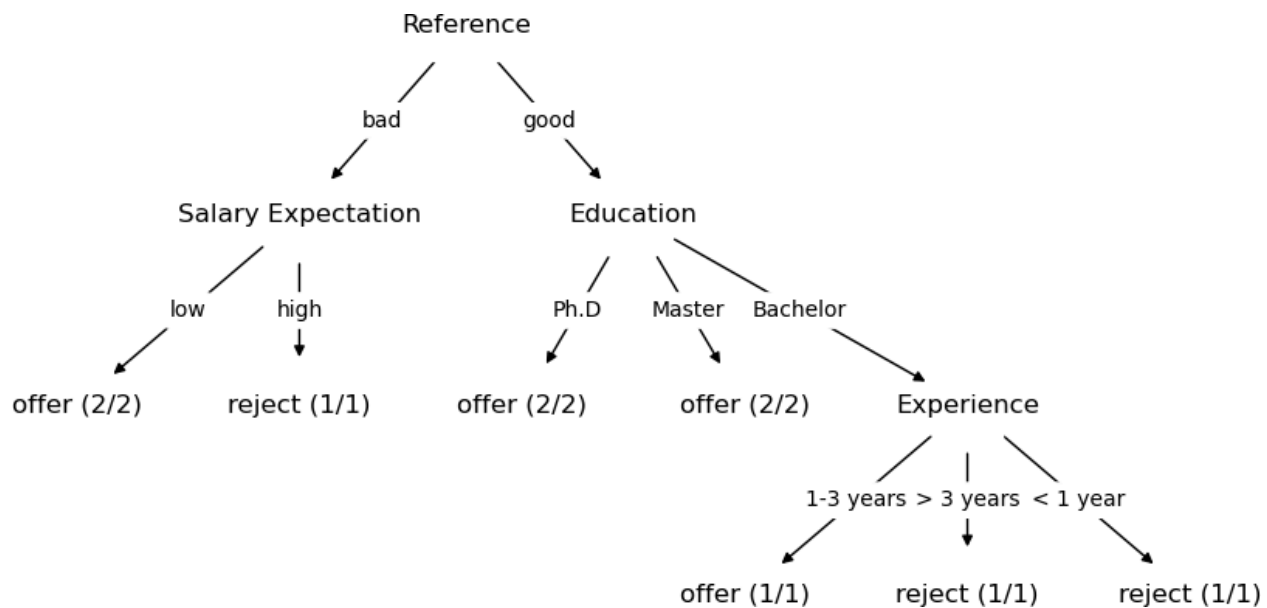 Reference
bad good
Salary Expectation Education
low high Ph.D Master Bachelor
offer (2/2) reject (1/1) offer (2/2) offer (2/2) Experience
1-3 years > 3 years < 1 year
offer (1/1) reject (1/1) reject (1/1)